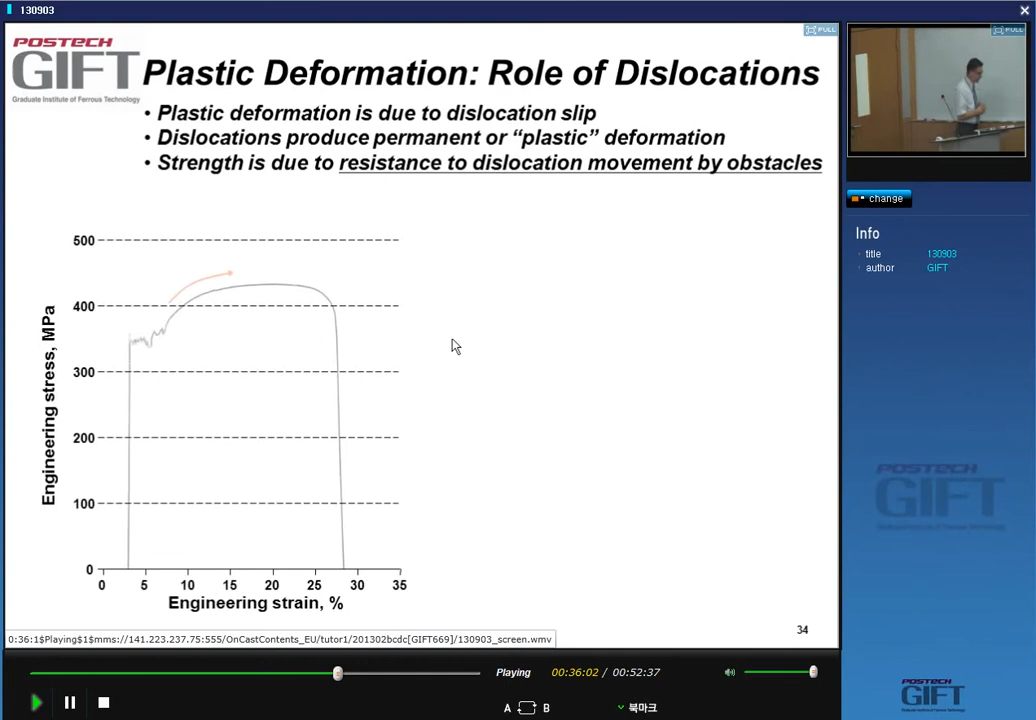 130903
POSTECH
GIFT
Graduate Institute of Ferrous Technology
Plastic Deformation: Role of Dislocations
• Plastic deformation is due to dislocation slip
• Dislocations produce permanent or “plastic” deformation
• Strength is due to resistance to dislocation movement by obstacles
FULL
FULL
change
Info
title 130903
author GIFT
Engineering stress, MPa
500
400
300
200
100
0
0 5 10 15 20 25 30 35
Engineering strain, %
34
0:36:1$Playing$1$mms://141.223.237.75:555/OnCastContents_EU/tutor1/201302bcdc[GIFT669]/130903_screen.wmv
Playing 00:36:02 // 00:52:37
A B 북마크
POSTECH
GIFT
POSTECH
GIFT